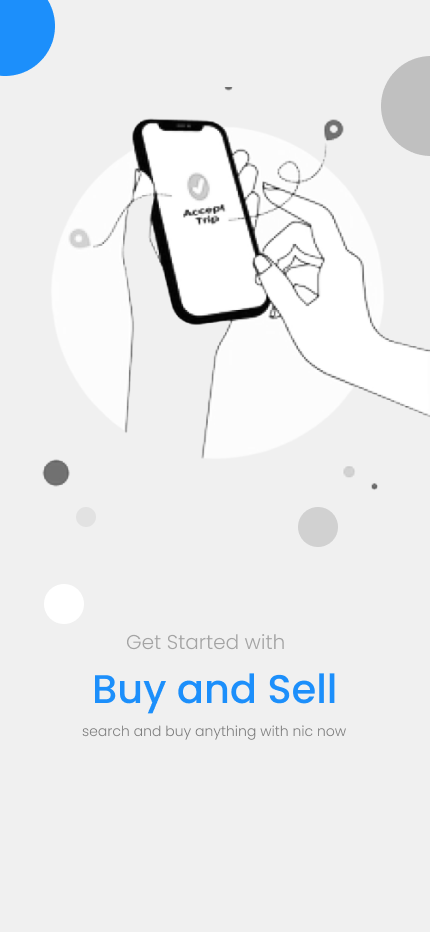 Accept
Trip
Get Started with
Buy and Sell
search and buy anything with nic now